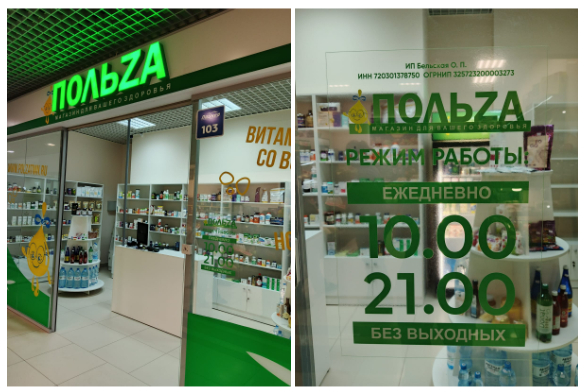 ПОЛЬZА
МАГАЗИН ДЛЯ ВАШЕГО ЗДОРОВЬЯ
103
ВИТАМ
СО В
ИП Бельская О. П.
ИНН 720301378750 ОГРНИП 325723200003273
ПОЛЬZА
МАГАЗИН ДЛЯ ВАШЕГО ЗДОРОВЬЯ
РЕЖИМ РАБОТЫ:
ЕЖЕДНЕВНО
10.00
21.00
БЕЗ ВЫХОДНЫХ